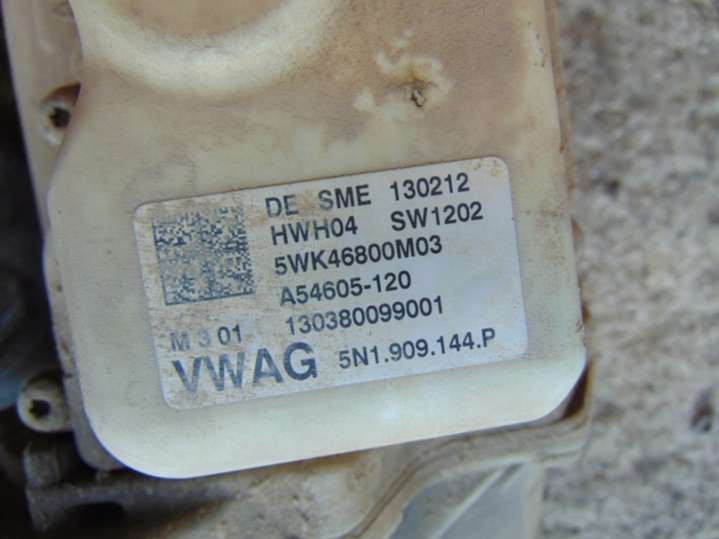 DE SME 130212
HWH04 SW1202
5WK46800M03
A54605-120
M 3 01 130380099001
VWAG 5N1.909.144.P